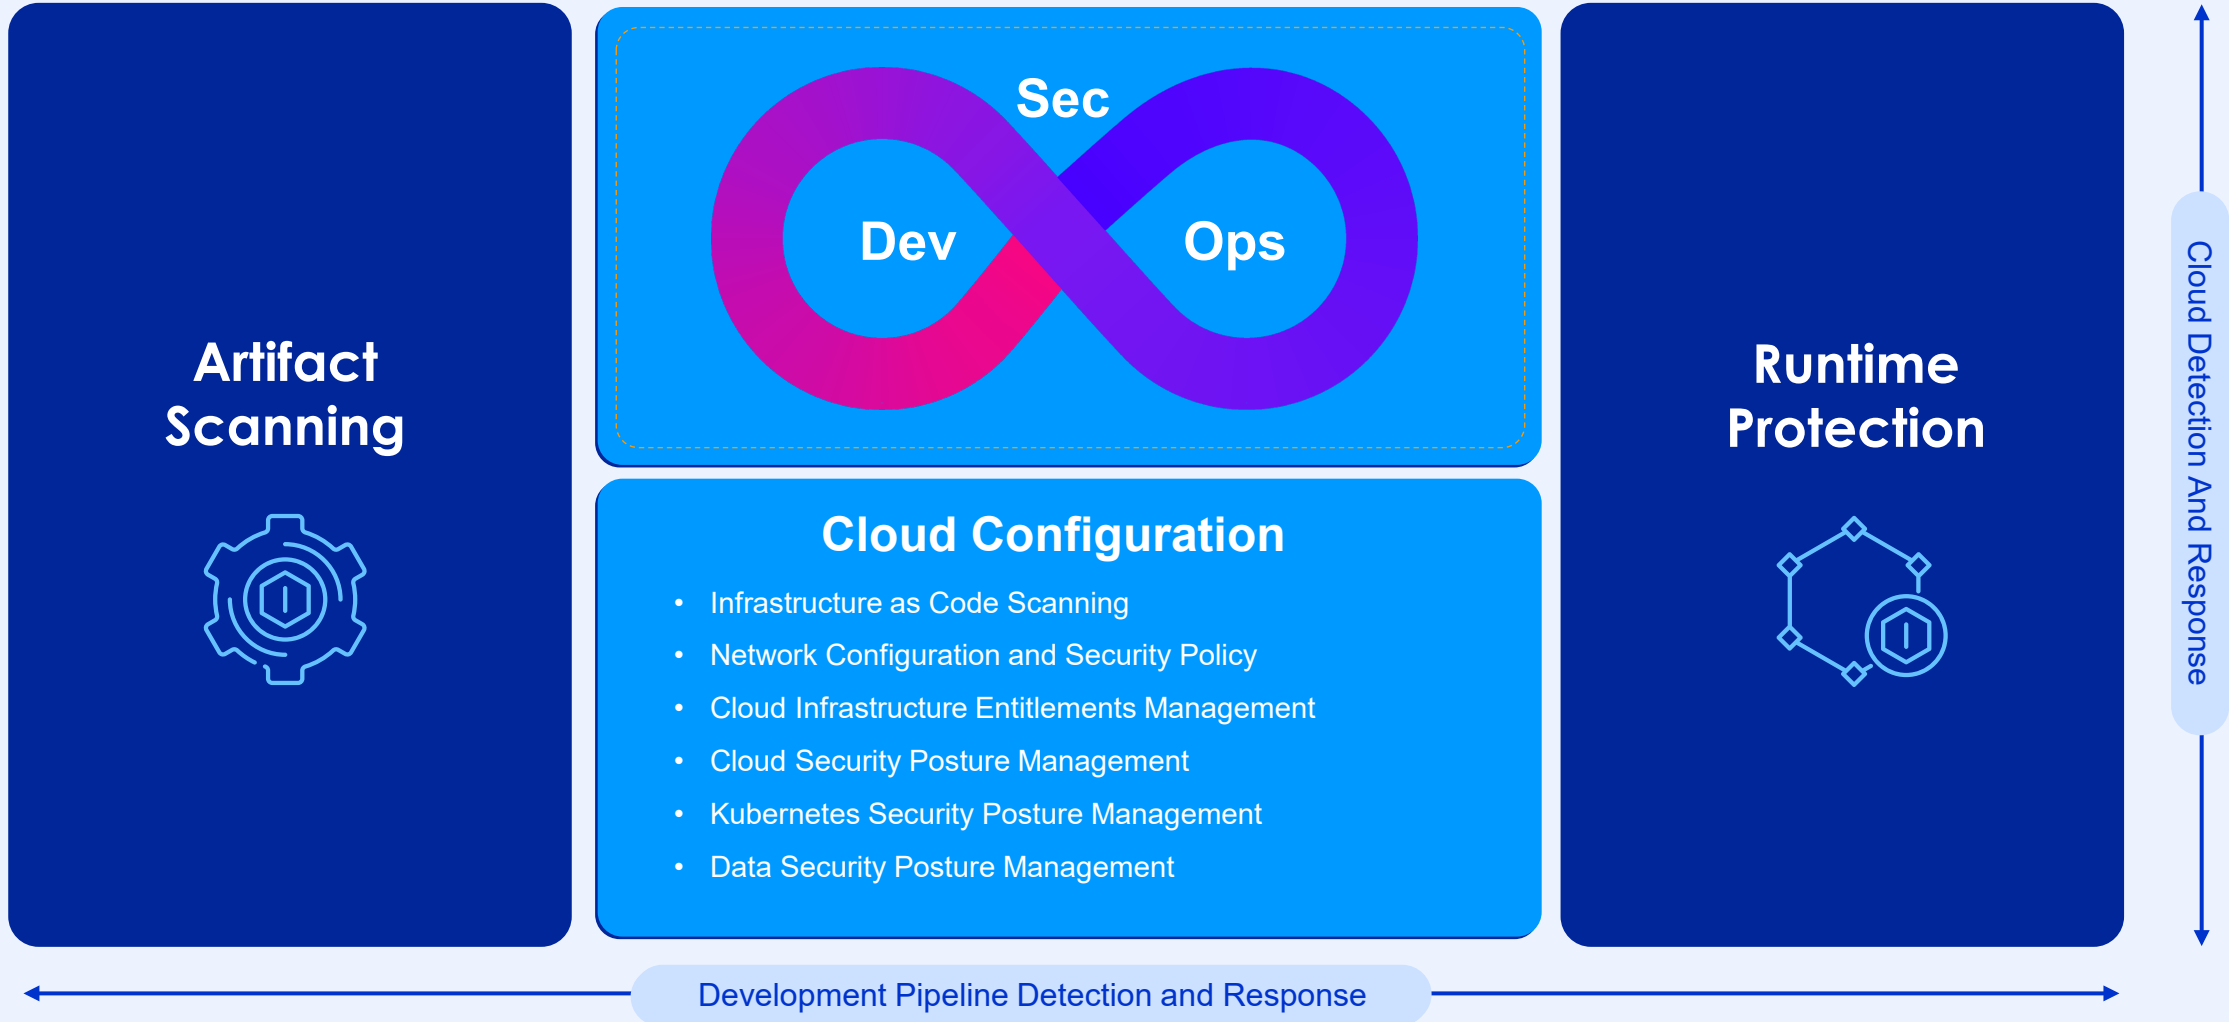 Artifact
Scanning
Sec
Dev
Ops
Cloud Configuration
• Infrastructure as Code Scanning
• Network Configuration and Security Policy
• Cloud Infrastructure Entitlements Management
• Cloud Security Posture Management
• Kubernetes Security Posture Management
• Data Security Posture Management
Runtime
Protection
Cloud Detection And Response
Development Pipeline Detection and Response